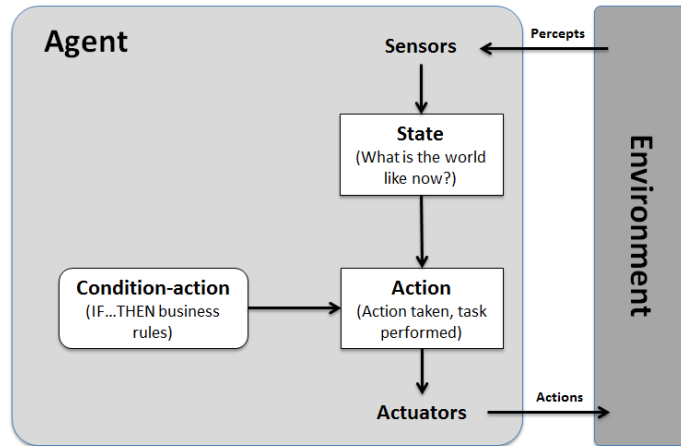 Agent
Sensors
Percepts
State
(What is the world
like now?)
Environment
Condition-action
(IF...THEN business
rules)
Action
(Action taken, task
performed)
Actuators
Actions